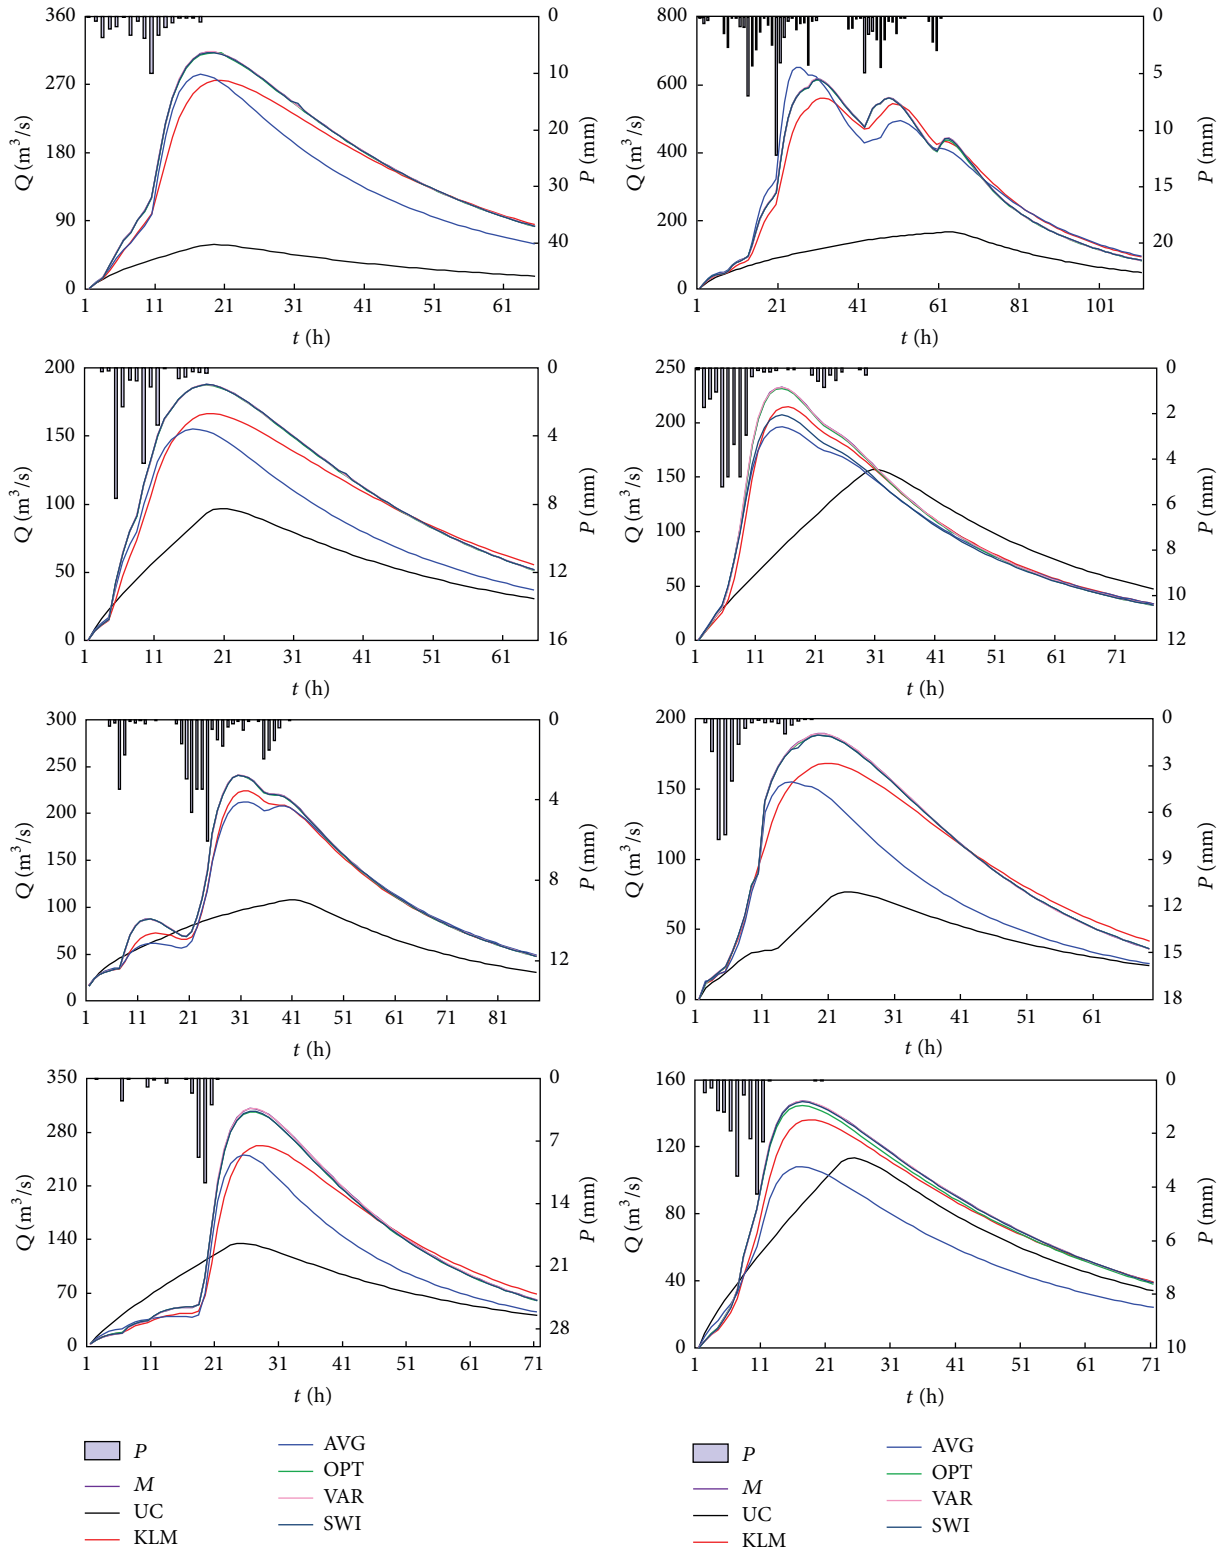 360
270
180
90
0
Q (m³/s)
0
10
20
30
40
P (mm)
1 11 21 31 41 51 61
t (h)
800
600
400
200
0
Q (m³/s)
0
5
10
15
20
P (mm)
1 21 41 61 81 101
t (h)
200
150
100
50
0
Q (m³/s)
0
4
8
12
16
P (mm)
1 11 21 31 41 51 61
t (h)
250
200
150
100
50
0
Q (m³/s)
0
2
4
6
8
10
12
P (mm)
1 11 21 31 41 51 61 71
t (h)
300
250
200
150
100
50
0
Q (m³/s)
0
4
8
12
P (mm)
1 11 21 31 41 51 61 71 81
t (h)
200
150
100
50
0
Q (m³/s)
0
3
6
9
12
15
18
P (mm)
1 11 21 31 41 51 61
t (h)
350
280
210
140
70
0
Q (m³/s)
0
7
14
21
28
P (mm)
1 11 21 31 41 51 61 71
t (h)
160
120
80
40
0
Q (m³/s)
0
2
4
6
8
10
P (mm)
1 11 21 31 41 51 61 71
t (h)
P
M
UC
KLM
AVG
OPT
VAR
SWI
P
M
UC
KLM
AVG
OPT
VAR
SWI